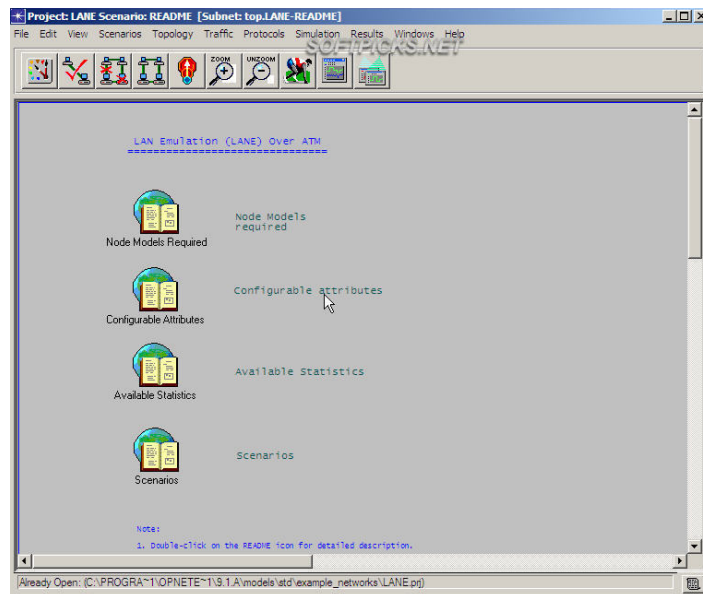 Project: LANE Scenario: README [Subnet: top.LANE-README]
File Edit View Scenarios Topology Traffic Protocols Simulation Results Windows Help
SOFTPICKS.NET
ZOOM UNZOOM
LAN Emulation (LANE) Over ATM
==============================
Node Models
required
Node Models Required
Configurable attributes
Configurable Attributes
Available Statistics
Available Statistics
Scenarios
Scenarios
Note:
1. Double-click on the README icon for detailed description.
Already Open: (C:\PROGRA~1\OPNETE~1\9.1.A\models\std\example_networks\LANE.prj)